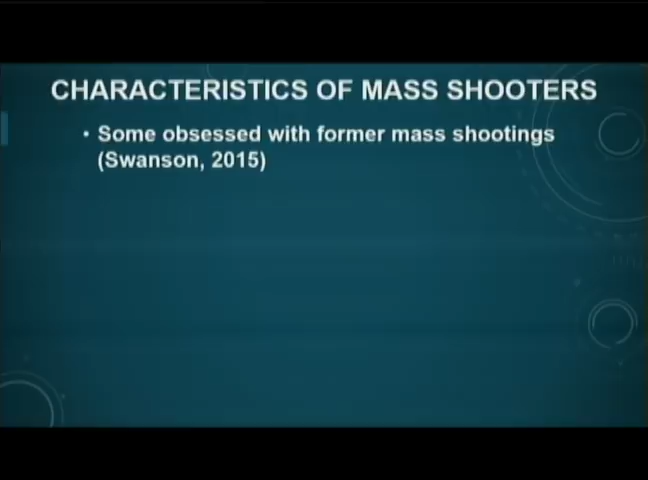 CHARACTERISTICS OF MASS SHOOTERS
• Some obsessed with former mass shootings
(Swanson, 2015)